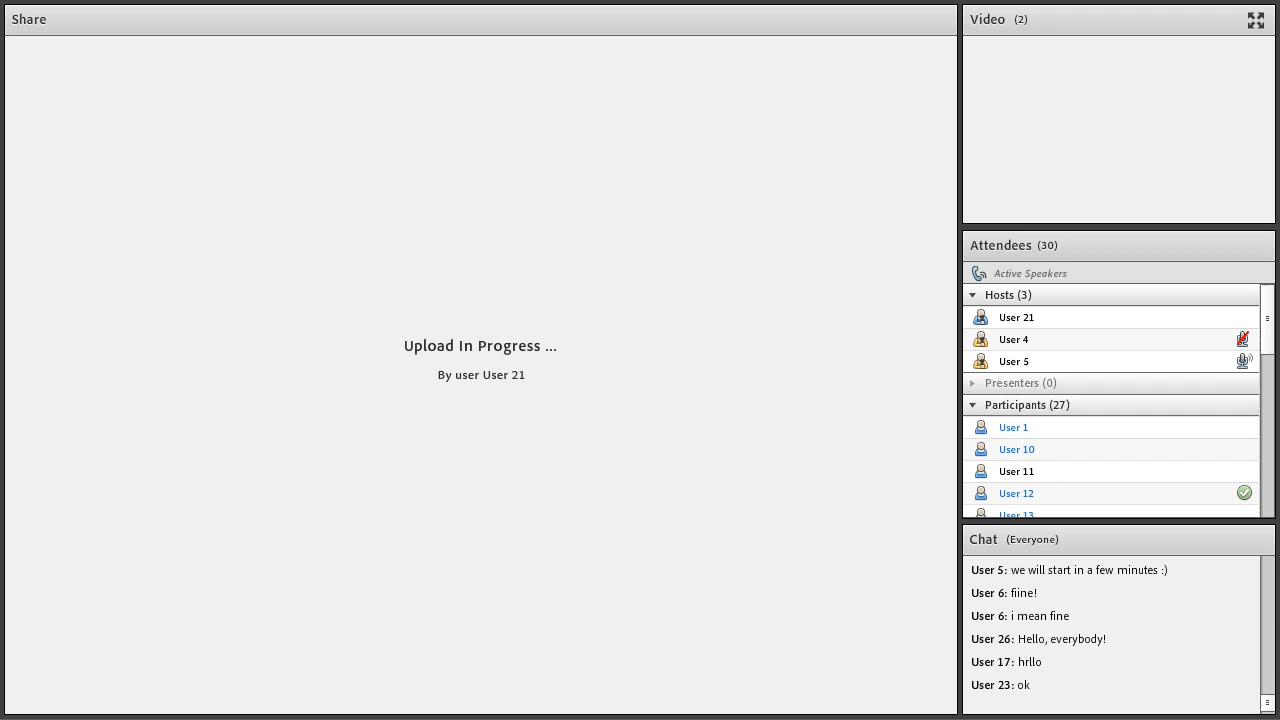 Share
Upload In Progress ...
By user User 21
Video (2)
Attendees (30)
Active Speakers
Hosts (3)
User 21
User 4
User 5
Presenters (0)
Participants (27)
User 1
User 10
User 11
User 12
User 13
Chat (Everyone)
User 5: we will start in a few minutes :)
User 6: fiine!
User 6: i mean fine
User 26: Hello, everybody!
User 17: hrllo
User 23: ok